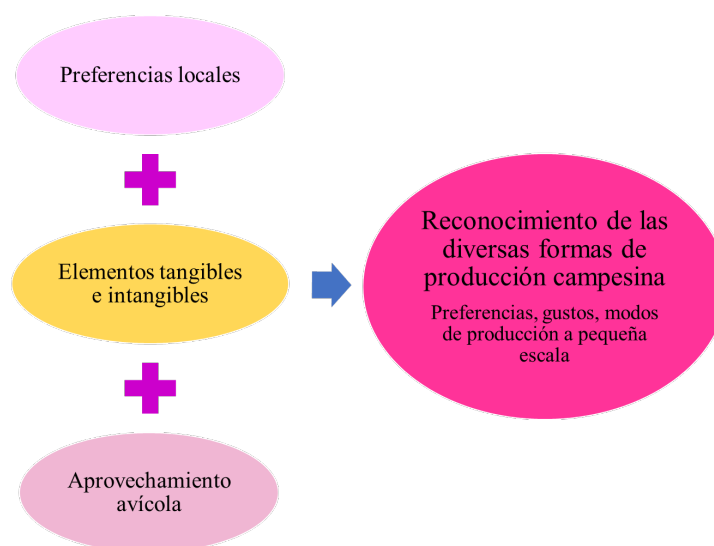 Preferencias locales
Elementos tangibles
e intangibles
Aprovechamiento
avícola
Reconocimiento de las
diversas formas de
producción campesina
Preferencias, gustos, modos
de producción a pequeña
escala